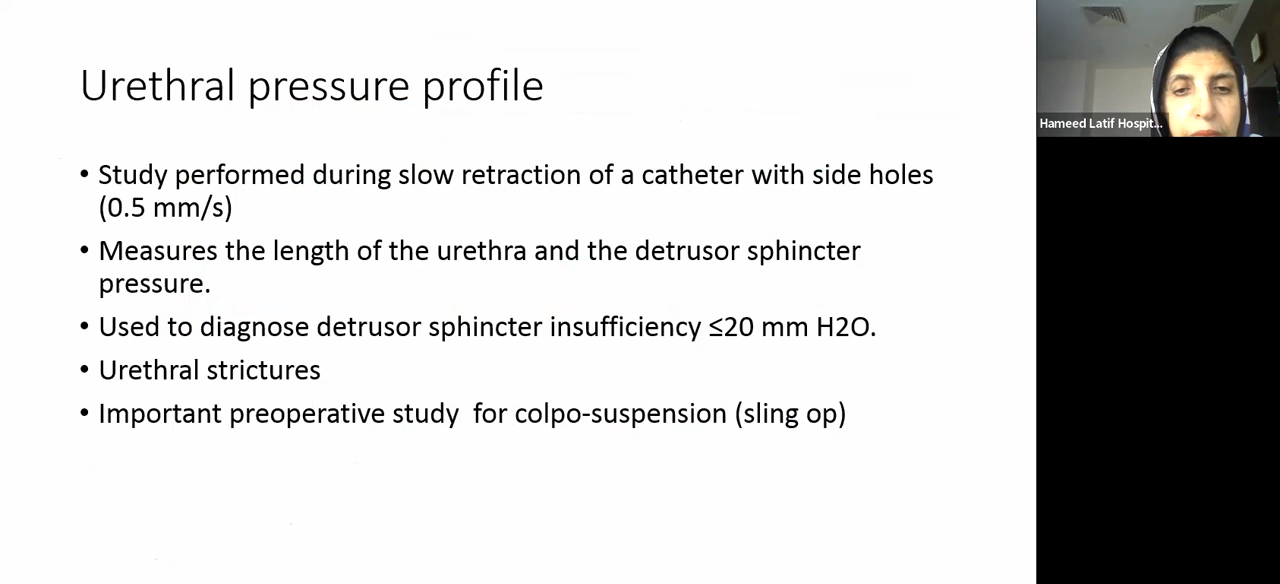 Urethral pressure profile
• Study performed during slow retraction of a catheter with side holes
(0.5 mm/s)
• Measures the length of the urethra and the detrusor sphincter
pressure.
• Used to diagnose detrusor sphincter insufficiency ≤20 mm H2O.
• Urethral strictures
• Important preoperative study  for colpo-suspension (sling op)
Hameed Latif Hospit...